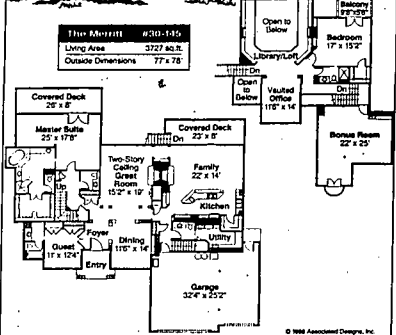 The Merritt #30-145
Living Area 3727 sq.ft.
Outside Dimensions 77' x 78'
Balcony
9'8"x5'8"
Open to
Below
Bedroom
17' x 15'2"
Library/Loft
Dn
Open
to
Below
Vaulted
Office
11'6" x 14'
Dn
Bonus Room
22' x 25'
Covered Deck
26' x 8'
Master Suite
25' x 17'8"
Up
Covered Deck
23' x 8'
Dn
Two-Story
Ceiling
Great
Room
15'2" x 19'
Family
22' x 14'
Kitchen
Foyer
Dining
11'6" x 14'
Utility
Guest
11' x 12'4"
Entry
Garage
32'4" x 25'2"
© 1998 Associated Designs, Inc.